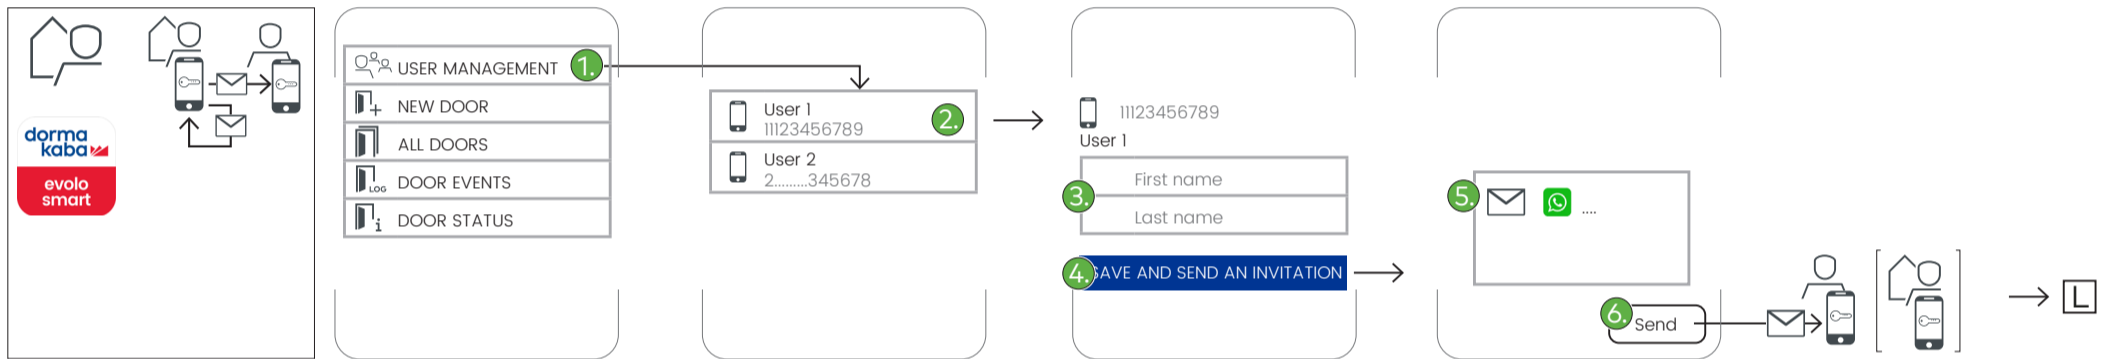 dorma
kaba
evolo
smart
USER MANAGEMENT 1.
NEW DOOR
ALL DOORS
LOG DOOR EVENTS
i DOOR STATUS
User 1
11123456789
2.
User 2
2.........345678
11123456789
User 1
First name
3.
Last name
4. SAVE AND SEND AN INVITATION
5.
....
6. Send
L